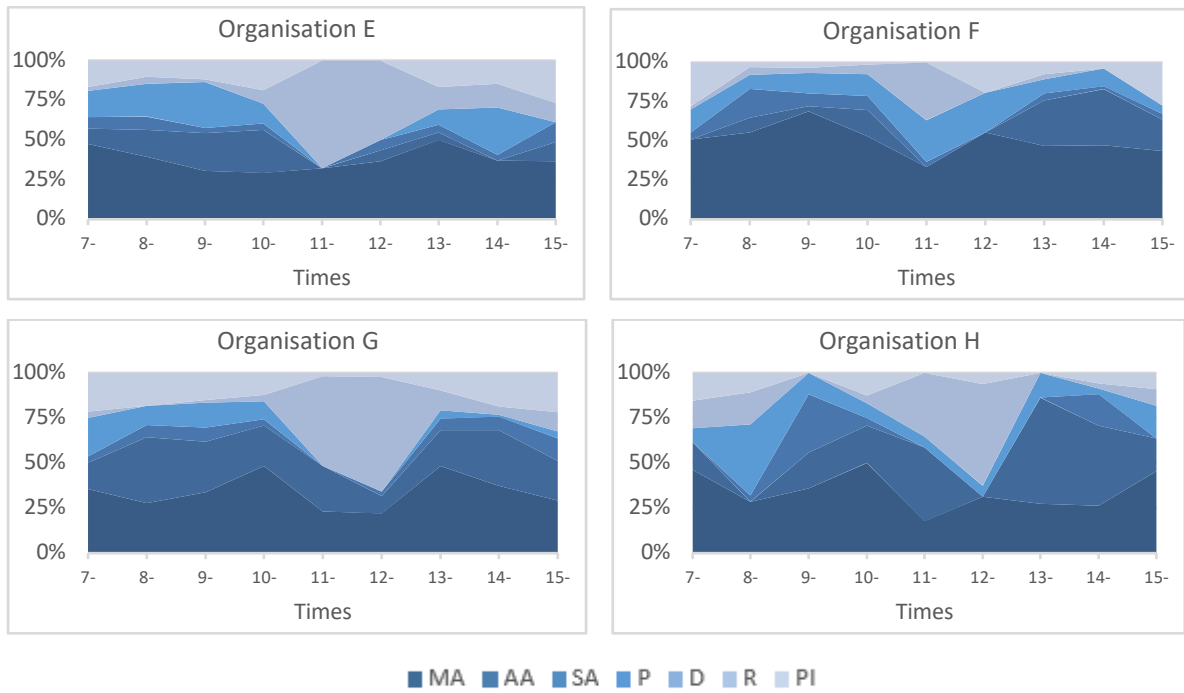 Organisation E
100%
75%
50%
25%
0%
7- 8- 9- 10- 11- 12- 13- 14- 15-
Times
Organisation F
100%
75%
50%
25%
0%
7- 8- 9- 10- 11- 12- 13- 14- 15-
Times
Organisation G
100%
75%
50%
25%
0%
7- 8- 9- 10- 11- 12- 13- 14- 15-
Times
Organisation H
100%
75%
50%
25%
0%
7- 8- 9- 10- 11- 12- 13- 14- 15-
Times
MA AA SA P D R PI